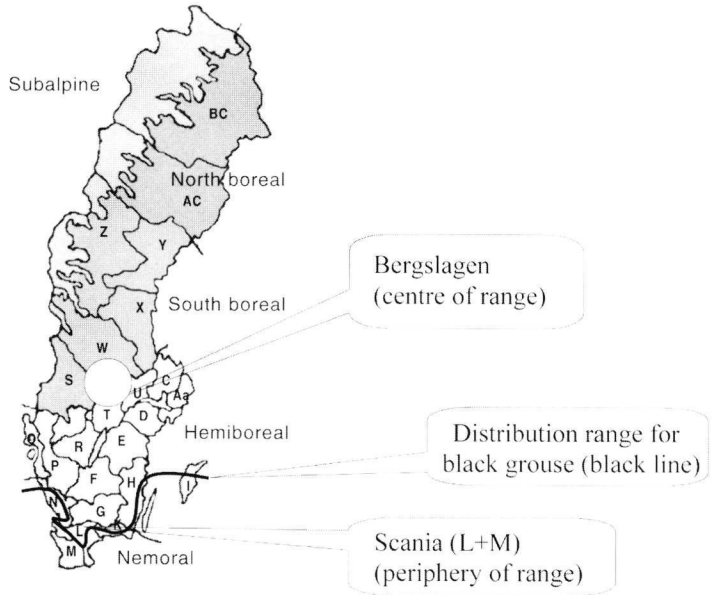 Subalpine
BC
North boreal
AC
Z
Y
Bergslagen
(centre of range)
X
South boreal
W
S
C
U
Aa
T
D
O
R
E
Hemiboreal
P
F
H
I
Distribution range for
black grouse (black line)
N
G
K
L
M
Nemoral
Scania (L+M)
(periphery of range)